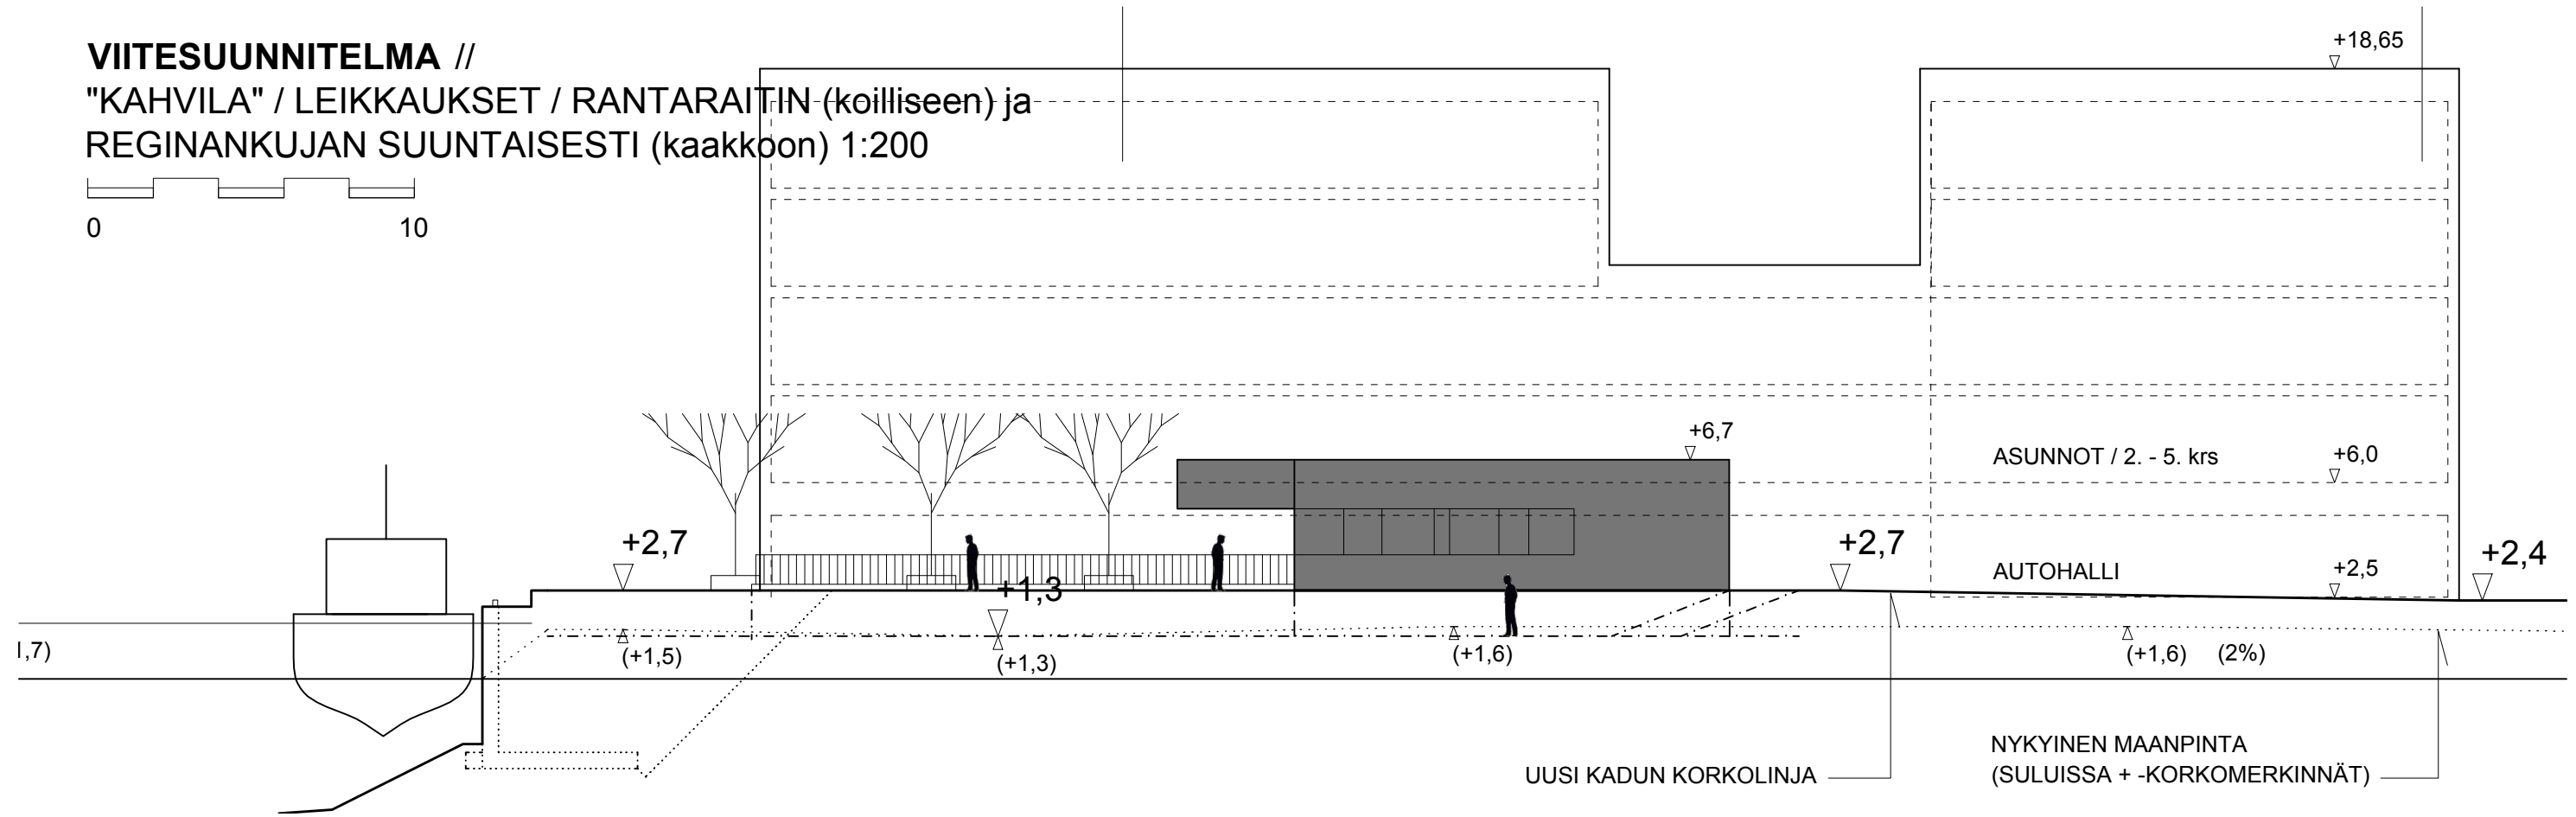 VIITESUUNNITELMA //
"KAHVILA" / LEIKKAUKSET / RANTARAITIN (koilliseen) ja
REGINANKUJAN SUUNTAISESTI (kaakkoon) 1:200
0 10
+18,65
+6,7
ASUNNOT / 2. - 5. krs +6,0
+2,7 +2,7 +2,4
AUTOHALLI +2,5
+1,3
1,7) (+1,5) (+1,3) (+1,6) (+1,6) (2%)
UUSI KADUN KORKOLINJA
NYKYINEN MAANPINTA
(SULUISSA + -KORKOMERKINNÄT)